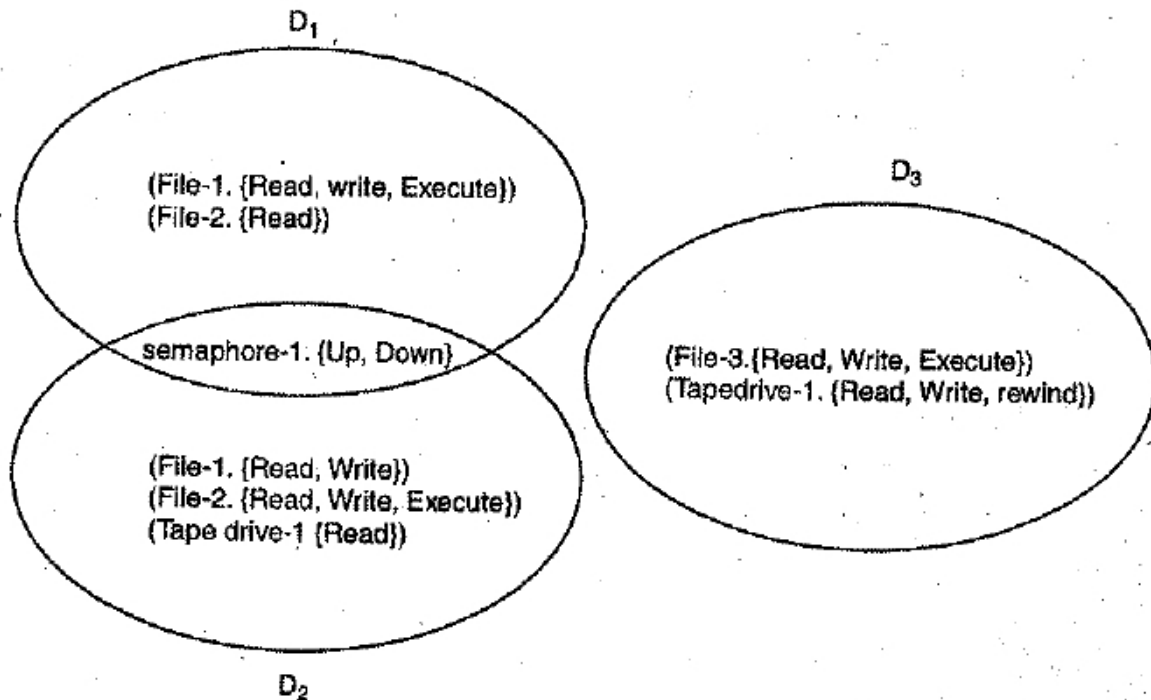 D₁
(File-1. {Read, write, Execute})
(File-2. {Read})
semaphore-1. {Up, Down}
(File-1. {Read, Write})
(File-2. {Read, Write, Execute})
(Tape drive-1 {Read})
D₂
D₃
(File-3.{Read, Write, Execute})
(Tapedrive-1. {Read, Write, rewind})